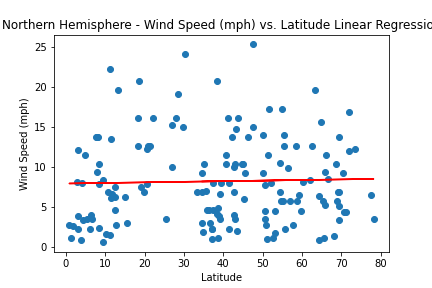 Northern Hemisphere - Wind Speed (mph) vs. Latitude Linear Regressio
25
20
15
10
5
0
Wind Speed (mph)
0 10 20 30 40 50 60 70 80
Latitude